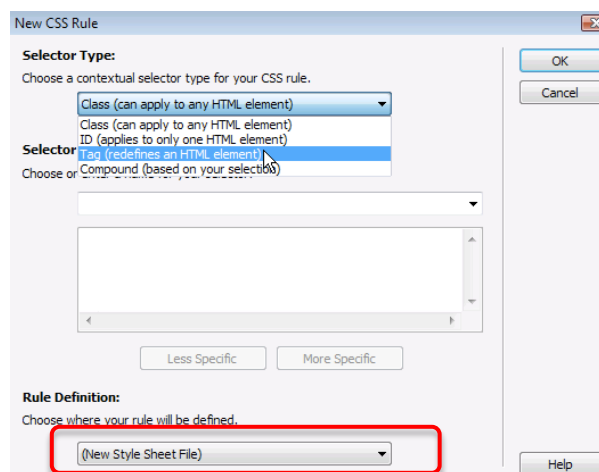 New CSS Rule
Selector Type:
Choose a contextual selector type for your CSS rule.
Class (can apply to any HTML element)
Class (can apply to any HTML element)
ID (applies to only one HTML element)
Selector
Tag (redefines an HTML element)
Compound (based on your selection)
Choose or
Less Specific
More Specific
Rule Definition:
Choose where your rule will be defined.
(New Style Sheet File)
OK
Cancel
Help